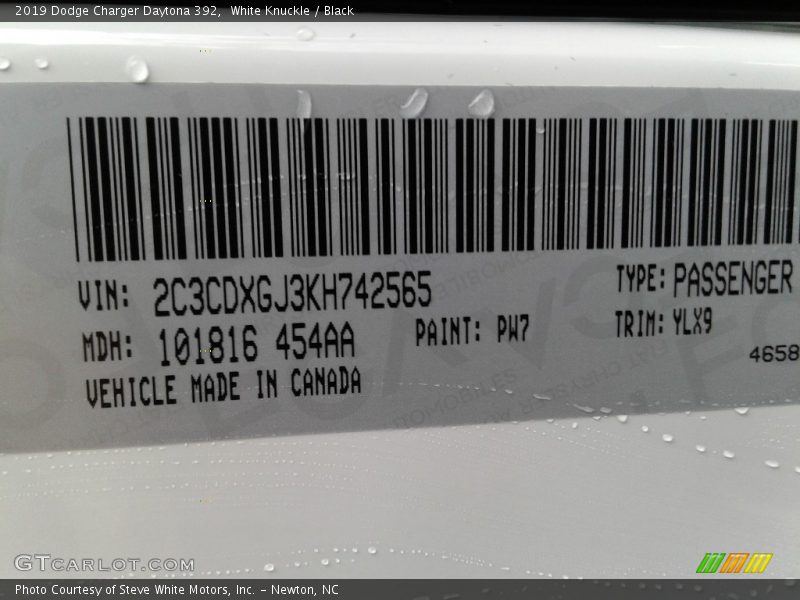 2019 Dodge Charger Daytona 392, White Knuckle / Black
VIN: 2C3CDXGJ3KH742565
TYPE: PASSENGER
MDH: 101816 454AA
PAINT: PW7
TRIM: YLX9
4658
VEHICLE MADE IN CANADA
GTCARLOT.COM
Photo Courtesy of Steve White Motors, Inc. – Newton, NC